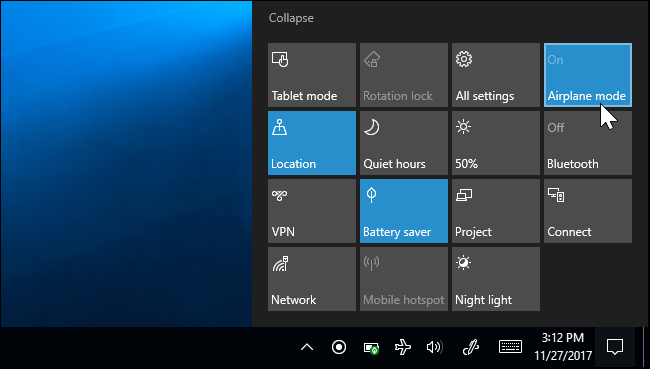 Collapse
On
Tablet mode
Rotation lock
All settings
Airplane mode
Off
Location
Quiet hours
50%
Bluetooth
VPN
Battery saver
Project
Connect
Network
Mobile hotspot
Night light
3:12 PM
11/27/2017